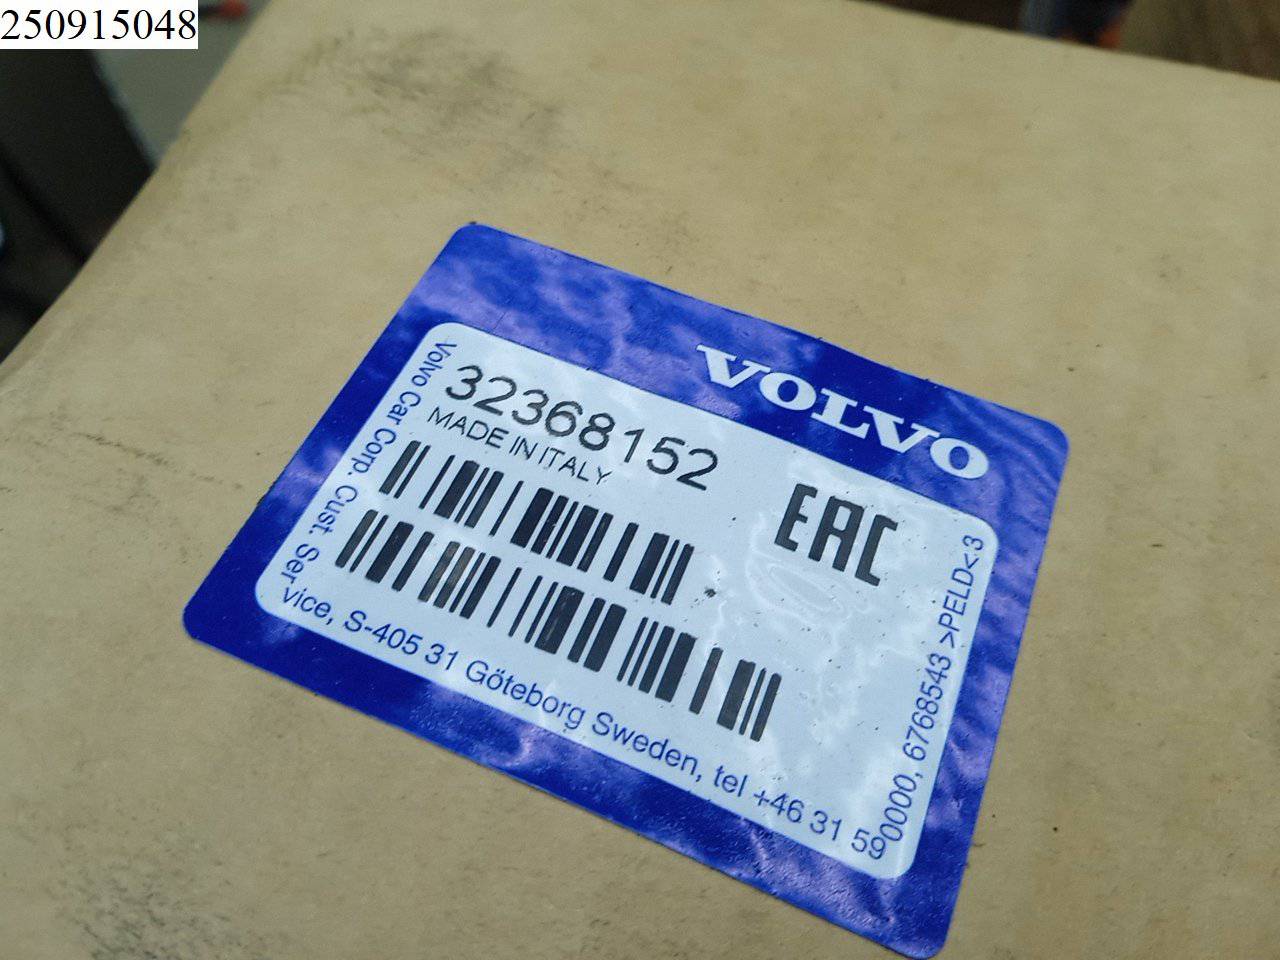 250915048
VOLVO
32368152
MADE IN ITALY
EAC
Volvo Car Corp. Cust. Service, S-405 31 Göteborg Sweden, tel +46 31 590000, 6768543 >PELD<.3